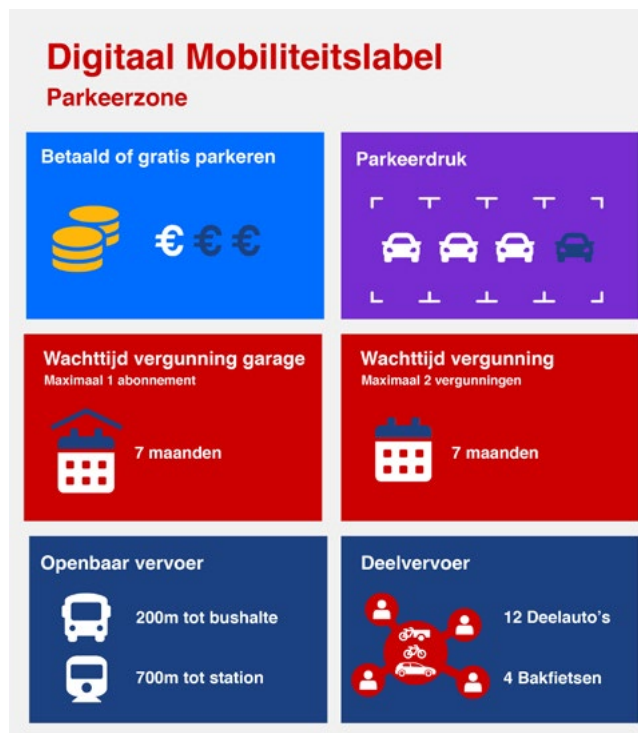 Digitaal Mobiliteitslabel
Parkeerzone
Betaald of gratis parkeren
€ € €
Parkeerdruk
Wachttijd vergunning garage
Maximaal 1 abonnement
7 maanden
Wachttijd vergunning
Maximaal 2 vergunningen
7 maanden
Openbaar vervoer
200m tot bushalte
700m tot station
Deelvervoer
12 Deelauto's
4 Bakfietsen